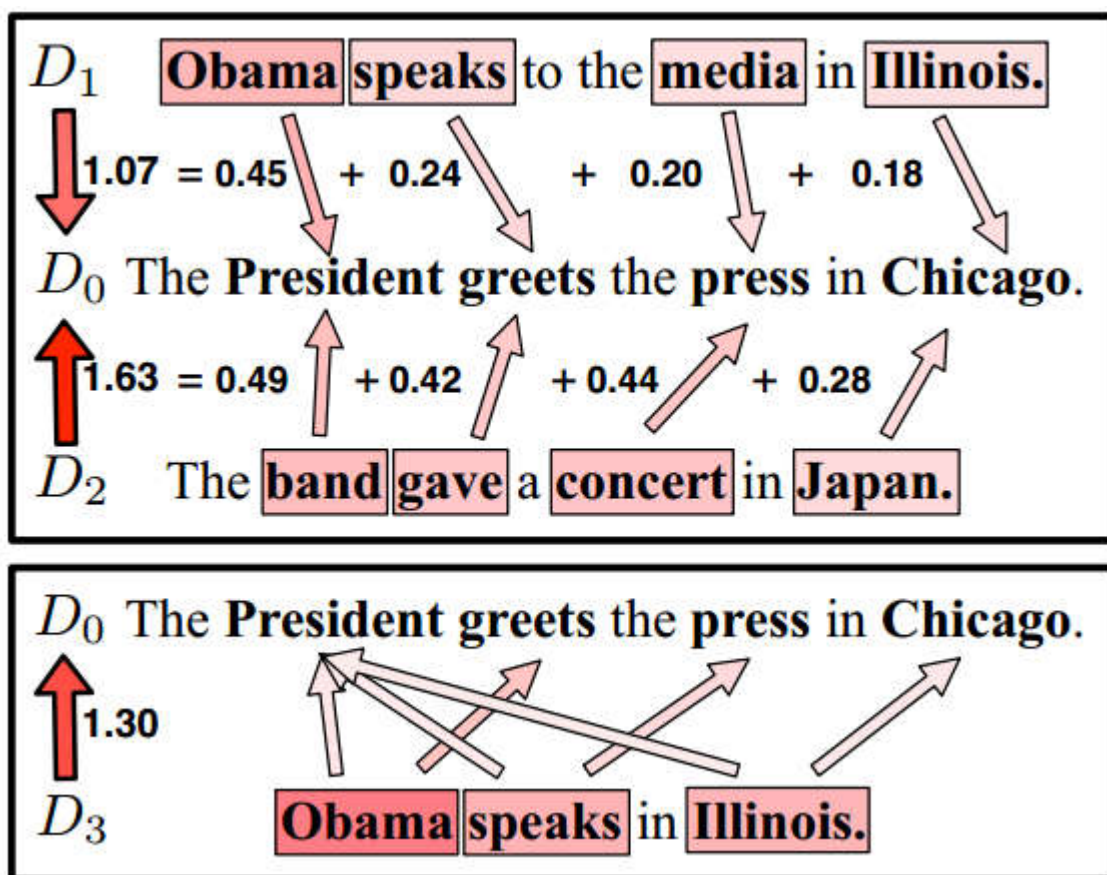 D₁ Obama speaks to the media in Illinois.
1.07 = 0.45 + 0.24 + 0.20 + 0.18
D₀ The President greets the press in Chicago.
1.63 = 0.49 + 0.42 + 0.44 + 0.28
D₂ The band gave a concert in Japan.
D₀ The President greets the press in Chicago.
1.30
D₃ Obama speaks in Illinois.